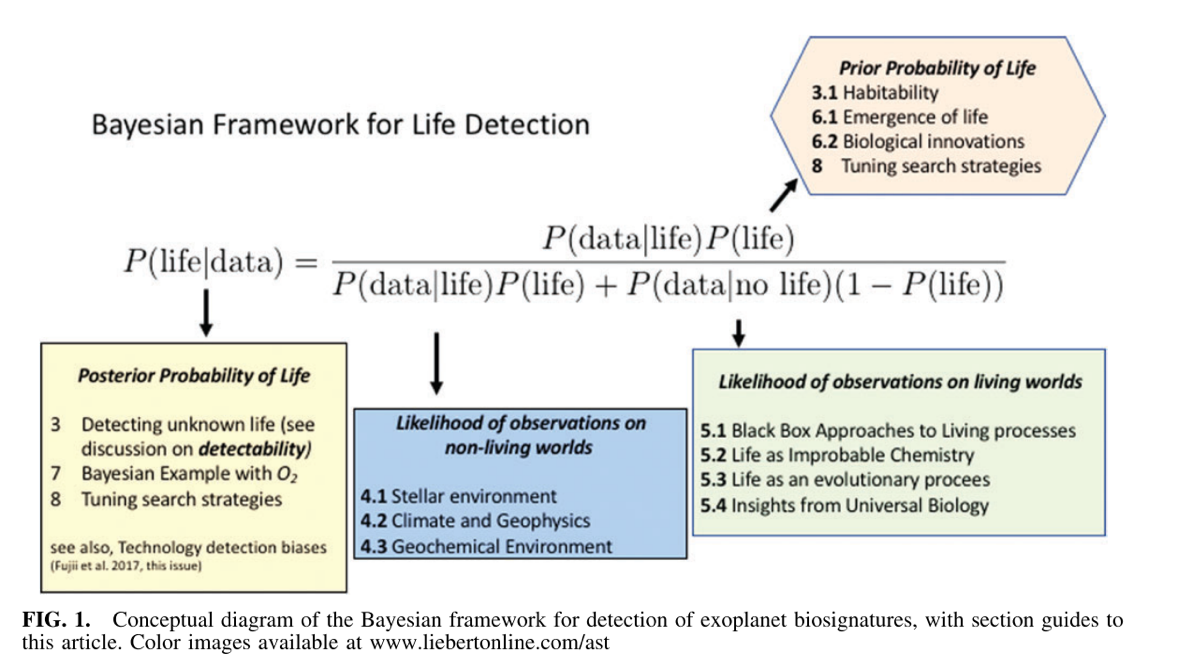 Bayesian Framework for Life Detection
Prior Probability of Life
3.1 Habitability
6.1 Emergence of life
6.2 Biological innovations
8 Tuning search strategies
P(life|data) = P(data|life)P(life) / P(data|life)P(life) + P(data|no life)(1 − P(life))
Posterior Probability of Life
3 Detecting unknown life (see
discussion on detectability)
7 Bayesian Example with O₂
8 Tuning search strategies
see also, Technology detection biases
(Fujii et al. 2017, this issue)
Likelihood of observations on
non-living worlds
4.1 Stellar environment
4.2 Climate and Geophysics
4.3 Geochemical Environment
Likelihood of observations on living worlds
5.1 Black Box Approaches to Living processes
5.2 Life as Improbable Chemistry
5.3 Life as an evolutionary procees
5.4 Insights from Universal Biology
FIG. 1. Conceptual diagram of the Bayesian framework for detection of exoplanet biosignatures, with section guides to
this article. Color images available at www.liebertonline.com/ast